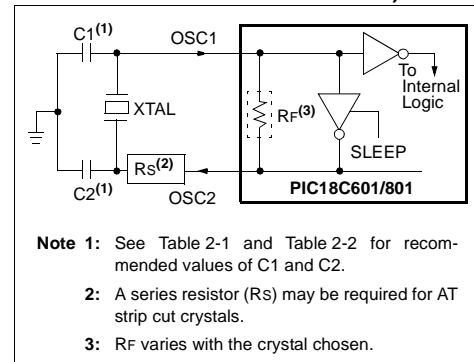 C1(1)
OSC1
To
Internal
Logic
XTAL
RF(3)
SLEEP
RS(2)
C2(1)
OSC2
PIC18C601/801
Note 1: See Table 2-1 and Table 2-2 for recom-
mended values of C1 and C2.
2: A series resistor (RS) may be required for AT
strip cut crystals.
3: RF varies with the crystal chosen.